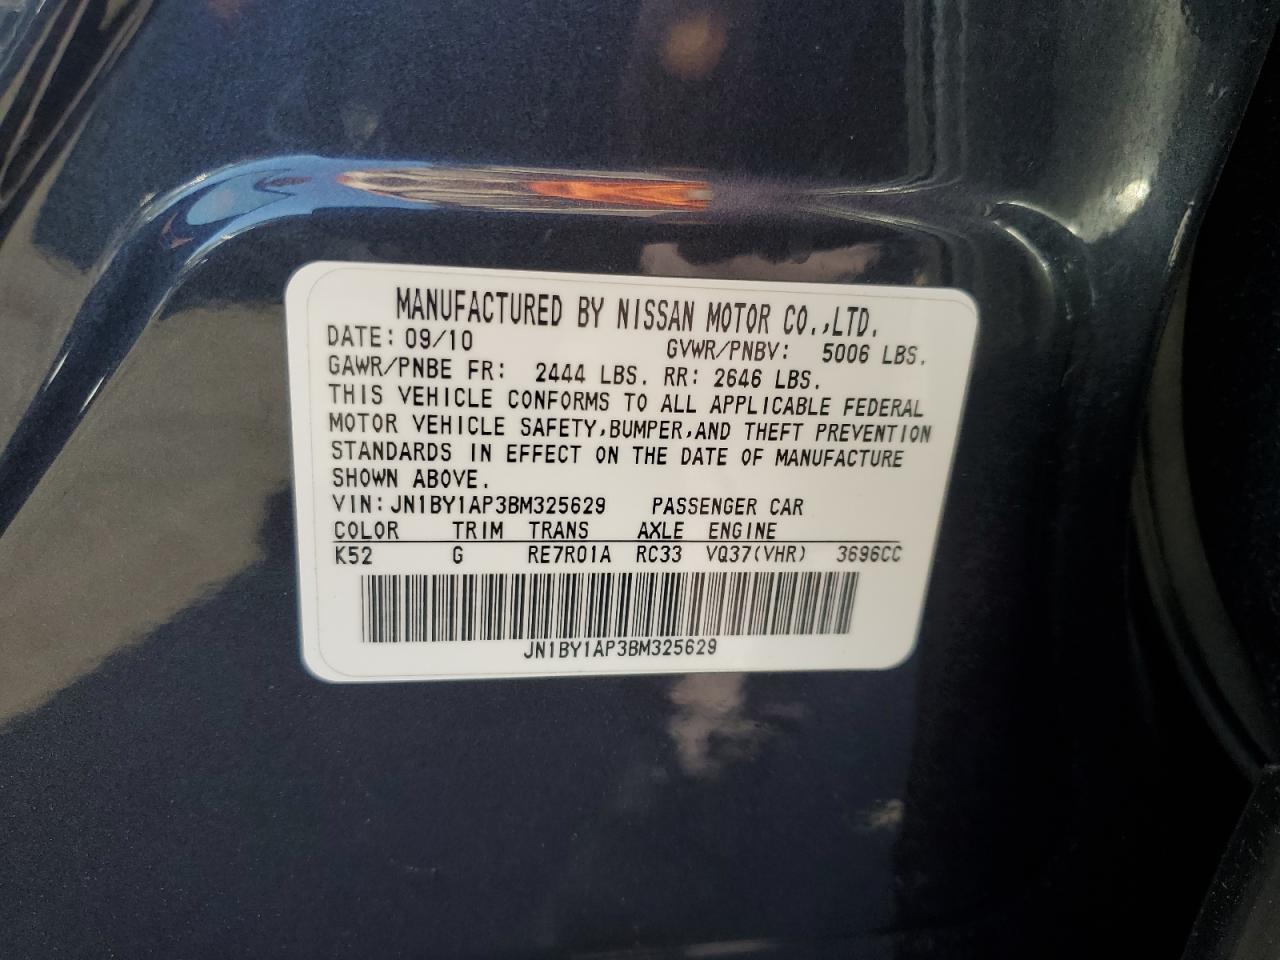 MANUFACTURED BY NISSAN MOTOR CO.,LTD.
DATE: 09/10 GVWR/PNBV: 5006 LBS.
GAWR/PNBE FR: 2444 LBS. RR: 2646 LBS.
THIS VEHICLE CONFORMS TO ALL APPLICABLE FEDERAL
MOTOR VEHICLE SAFETY,BUMPER,AND THEFT PREVENTION
STANDARDS IN EFFECT ON THE DATE OF MANUFACTURE
SHOWN ABOVE.
VIN: JN1BY1AP3BM325629 PASSENGER CAR
COLOR TRIM TRANS AXLE ENGINE
K52 G RE7R01A RC33 VQ37(VHR) 3696CC
JN1BY1AP3BM325629